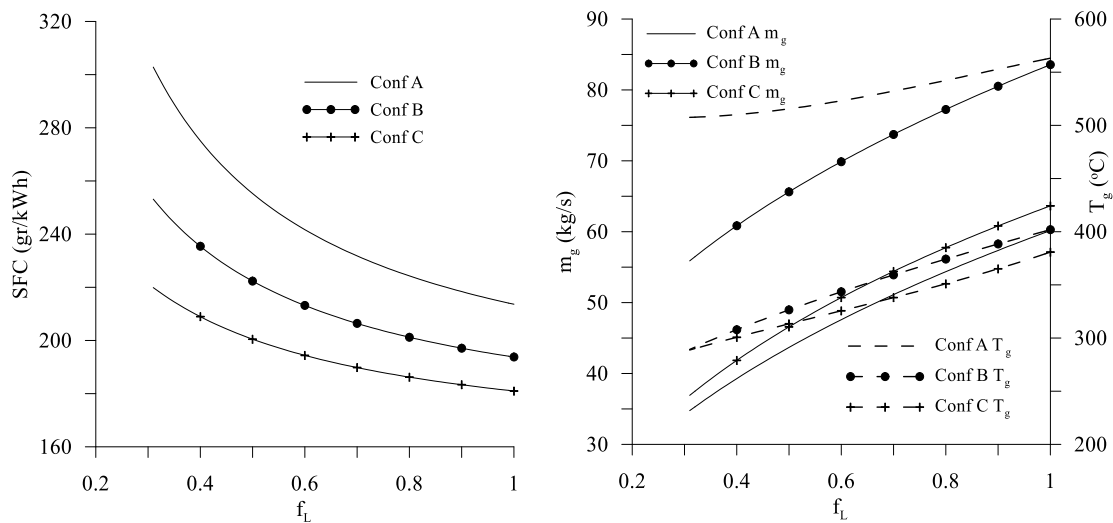 320
280
240
200
160
SFC (gr/kWh)
Conf A
Conf B
Conf C
0.2 0.4 0.6 0.8 1
f_L
90
80
70
60
50
40
30
m_g (kg/s)
Conf A m_g
Conf B m_g
Conf C m_g
600
500
400
300
200
T_g (°C)
Conf A T_g
Conf B T_g
Conf C T_g
0.2 0.4 0.6 0.8 1
f_L